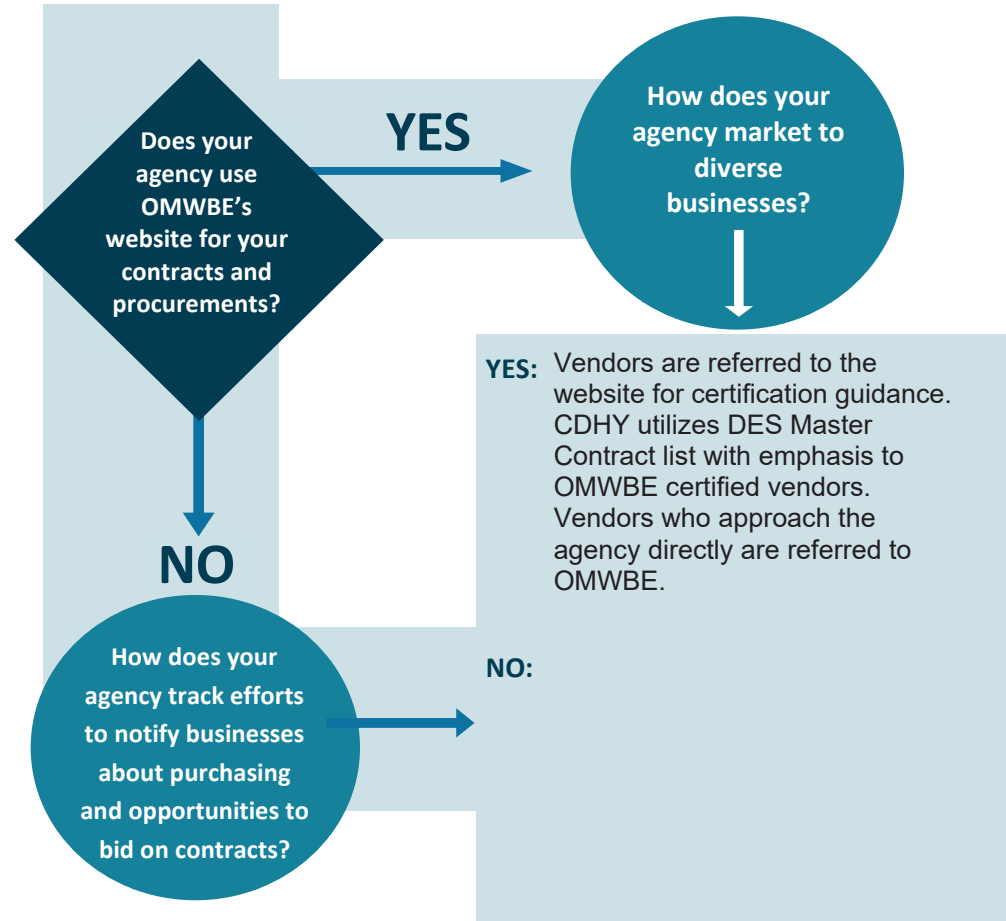 Does your
agency use
OMWBE’s
website for your
contracts and
procurements?
YES
How does your
agency market to
diverse
businesses?
YES: Vendors are referred to the
website for certification guidance.
CDHY utilizes DES Master
Contract list with emphasis to
OMWBE certified vendors.
Vendors who approach the
agency directly are referred to
OMWBE.
NO
How does your
agency track efforts
to notify businesses
about purchasing
and opportunities to
bid on contracts?
NO: